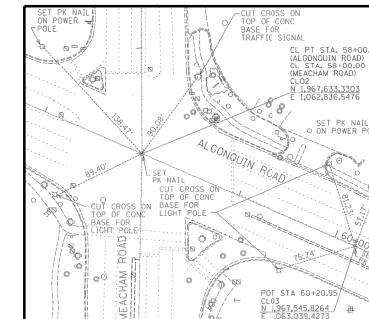 SET PK NAIL
ON POWER
POLE
CUT CROSS ON
TOP OF CONC
BASE FOR
TRAFFIC SIGNAL
CL PT STA. 58+00.
(ALGONQUIN ROAD)
CL STA. 58+00.00
(MEACHAM ROAD)
CL02
N 1,967,633.3303
E 1,062,836.5476
SET PK NAIL
ON POWER PO
138.47'
90.68'
ALGONQUIN ROAD
89.40'
SET
PK NAIL
CUT CROSS ON
TOP OF CONC
BASE FOR
LIGHT POLE
CUT CROSS ON
TOP OF CONC
BASE FOR
LIGHT POLE
MEACHAM ROAD
75.74'
POT STA 60+20.95
CL03
N 1,967,545.8264
E ,063,039.4273